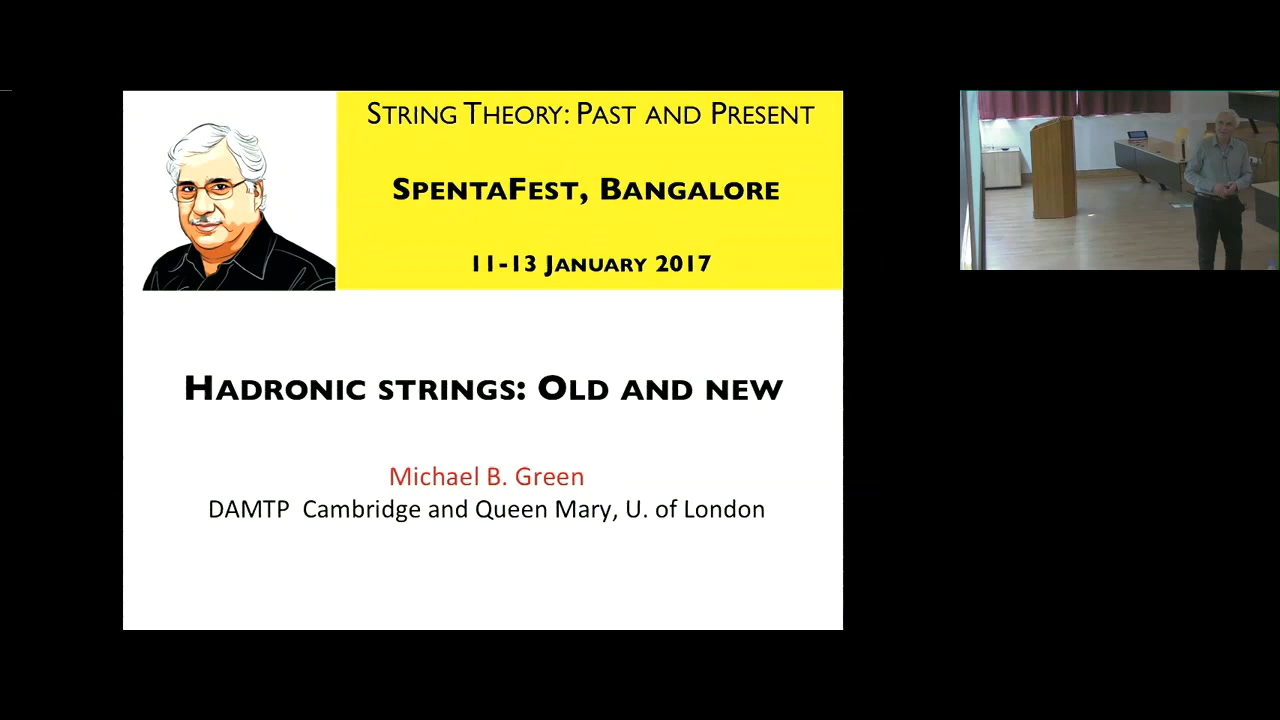 STRING THEORY: PAST AND PRESENT
SPENTAFEST, BANGALORE
11-13 JANUARY 2017
HADRONIC STRINGS: OLD AND NEW
Michael B. Green
DAMTP Cambridge and Queen Mary, U. of London